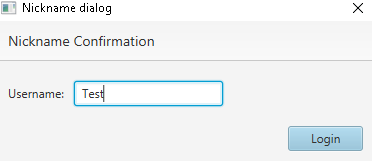 Nickname dialog
Nickname Confirmation
Username: Test
Login